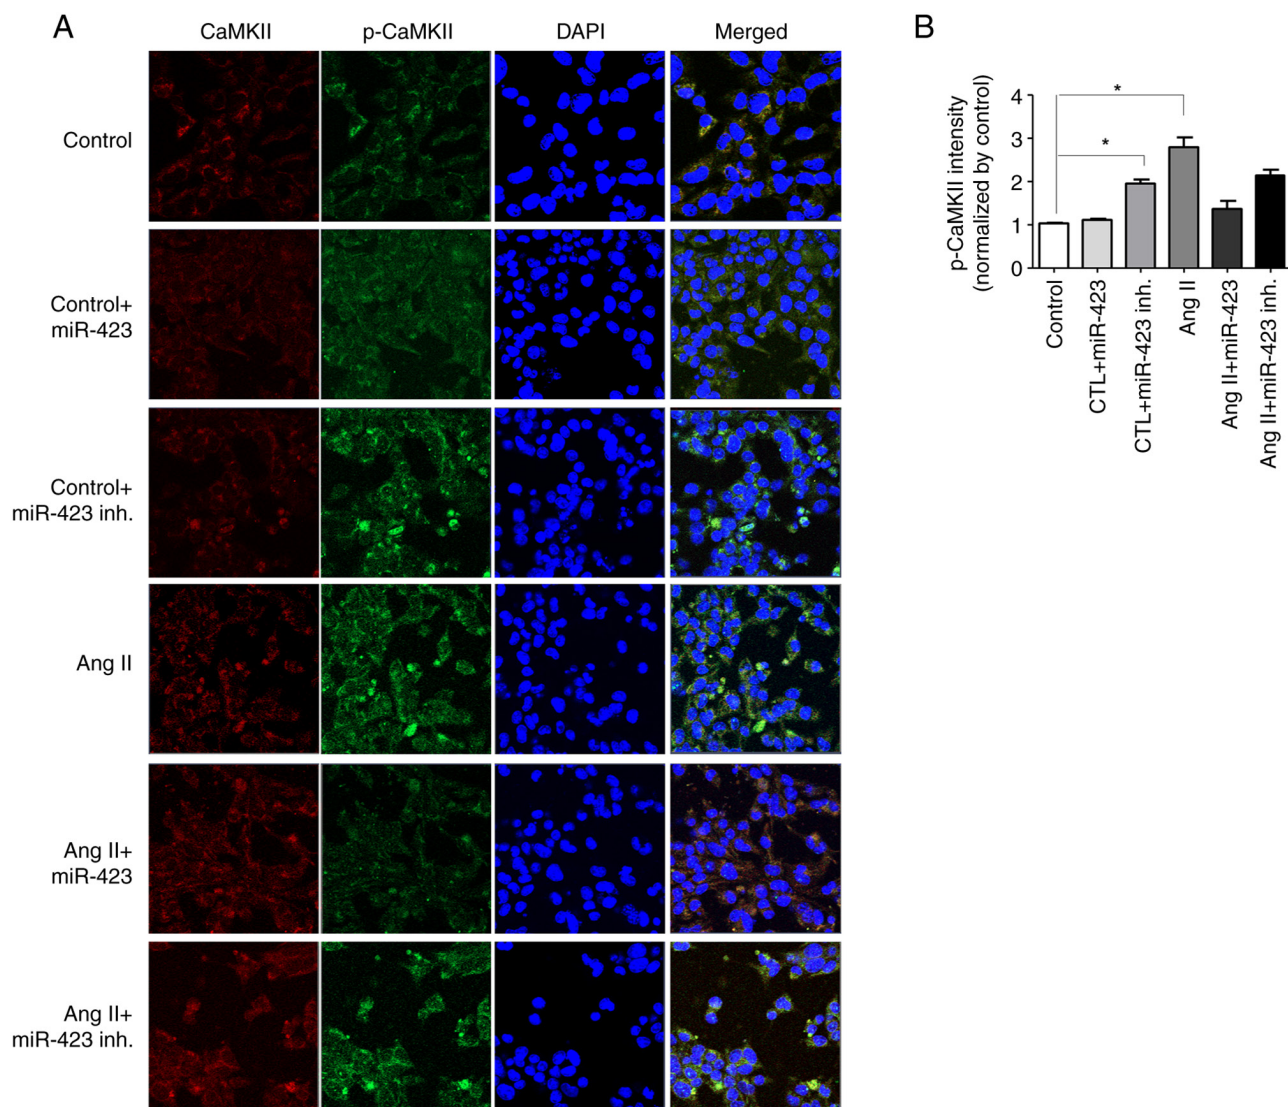 A
CaMKII
p-CaMKII
DAPI
Merged
Control
Control+
miR-423
Control+
miR-423 inh.
Ang II
Ang II+
miR-423
Ang II+
miR-423 inh.
B
p-CaMKII intensity
(normalized by control)
4
3
2
1
0
*
*
Control
CTL+miR-423
CTL+miR-423 inh.
Ang II
Ang II+miR-423
Ang II+miR-423 inh.